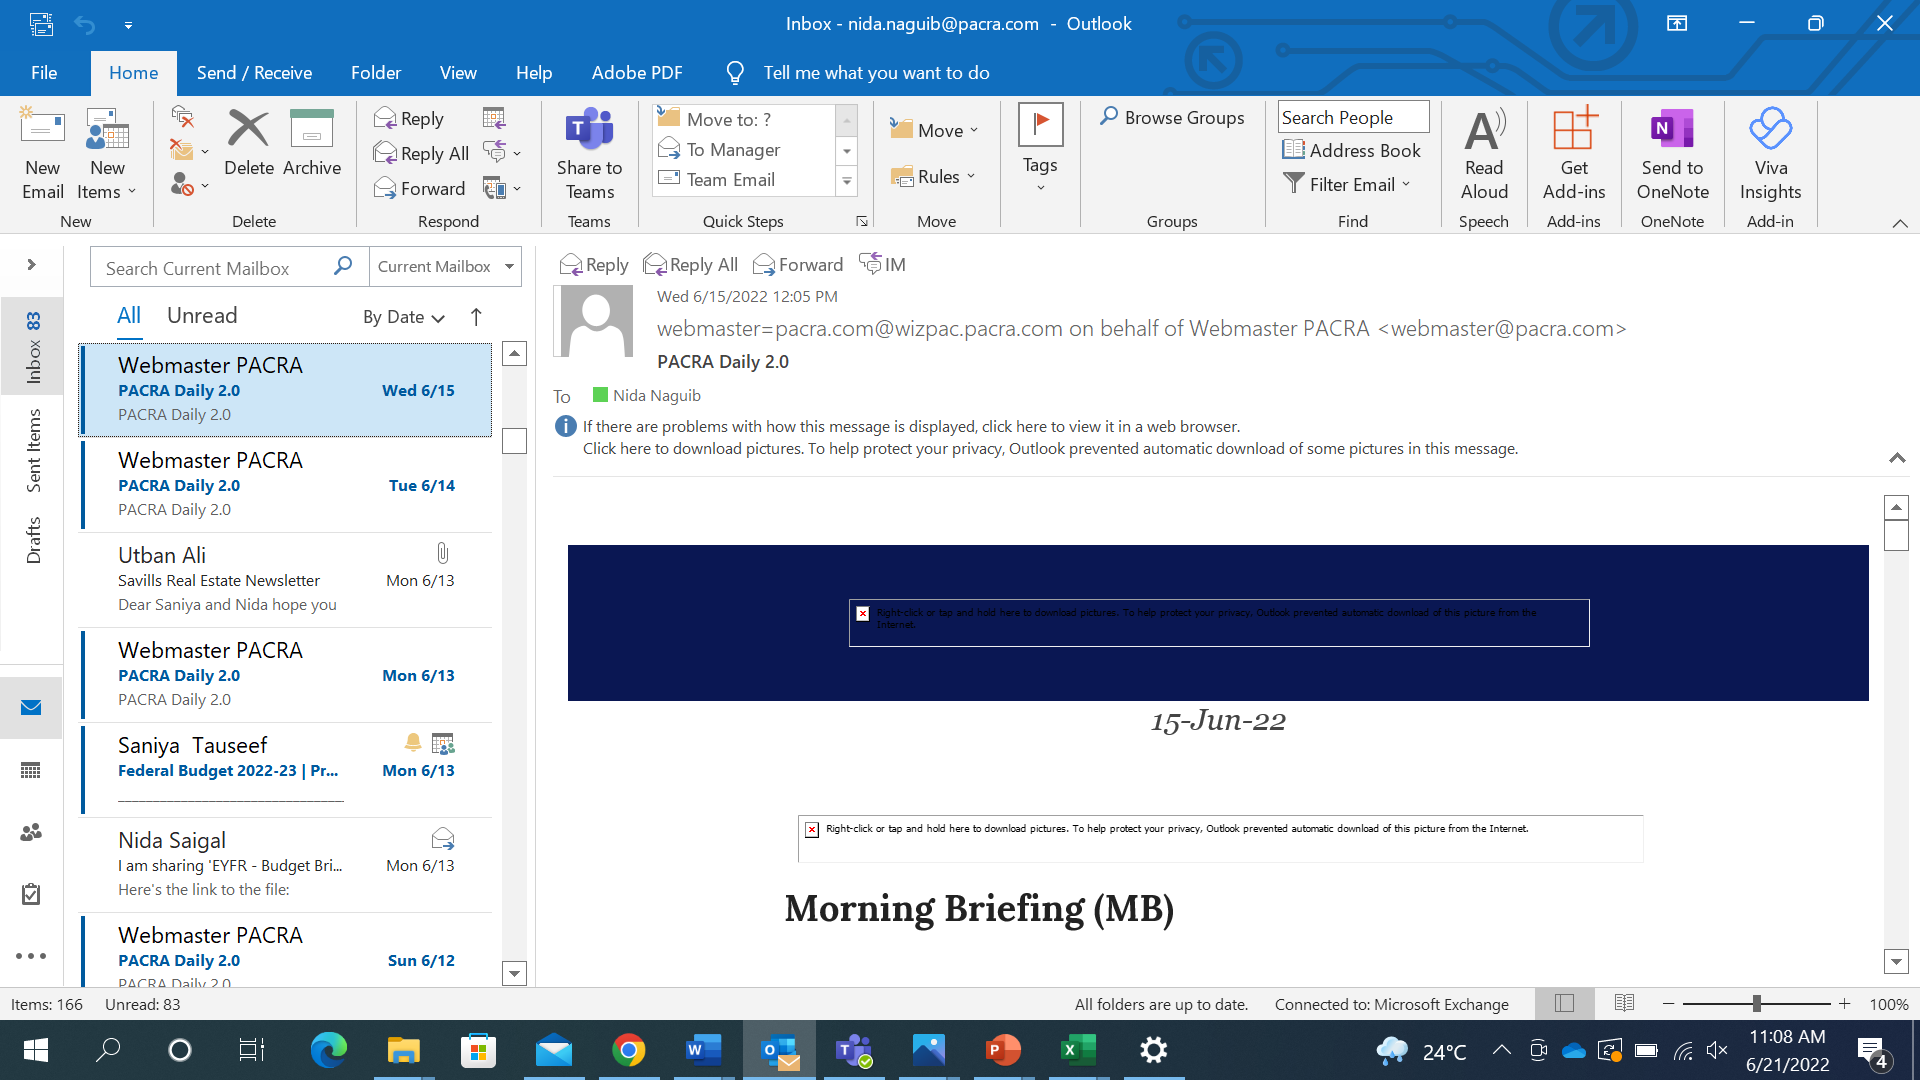 Inbox - nida.naguib@pacra.com - Outlook
File Home Send / Receive Folder View Help Adobe PDF Tell me what you want to do
New Email
New Items
New
Delete
Archive
Delete
Reply
Reply All
Forward
Respond
Share to Teams
Teams
Move to: ?
To Manager
Team Email
Quick Steps
Move
Rules
Move
Tags
Browse Groups
Groups
Search People
Address Book
Filter Email
Find
Read Aloud
Speech
Get Add-ins
Add-ins
Send to OneNote
OneNote
Viva Insights
Add-in
Inbox 83
Sent Items
Drafts
Search Current Mailbox Current Mailbox
All Unread By Date
Webmaster PACRA
PACRA Daily 2.0 Wed 6/15
PACRA Daily 2.0
Webmaster PACRA
PACRA Daily 2.0 Tue 6/14
PACRA Daily 2.0
Utban Ali
Savills Real Estate Newsletter Mon 6/13
Dear Saniya and Nida hope you
Webmaster PACRA
PACRA Daily 2.0 Mon 6/13
PACRA Daily 2.0
Saniya Tauseef
Federal Budget 2022-23 | Pr... Mon 6/13
Nida Saigal
I am sharing 'EYFR - Budget Bri... Mon 6/13
Here's the link to the file:
Webmaster PACRA
PACRA Daily 2.0 Sun 6/12
PACRA Daily 2.0
Reply Reply All Forward IM
Wed 6/15/2022 12:05 PM
webmaster=pacra.com@wizpac.pacra.com on behalf of Webmaster PACRA <webmaster@pacra.com>
PACRA Daily 2.0
To Nida Naguib
If there are problems with how this message is displayed, click here to view it in a web browser.
Click here to download pictures. To help protect your privacy, Outlook prevented automatic download of some pictures in this message.
Right-click or tap and hold here to download pictures. To help protect your privacy, Outlook prevented automatic download of this picture from the
Internet.
15-Jun-22
Right-click or tap and hold here to download pictures. To help protect your privacy, Outlook prevented automatic download of this picture from the Internet.
Morning Briefing (MB)
Items: 166 Unread: 83 All folders are up to date. Connected to: Microsoft Exchange 100%
24°C
11:08 AM
6/21/2022
4